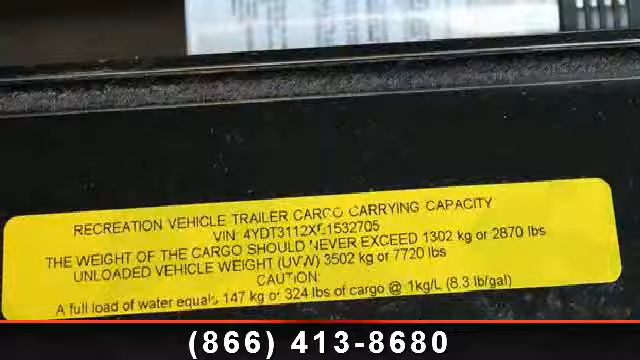 RECREATION VEHICLE TRAILER CARGO CARRYING CAPACITY
VIN: 4YDT3112XF1532705
THE WEIGHT OF THE CARGO SHOULD NEVER EXCEED 1302 kg or 2870 lbs
UNLOADED VEHICLE WEIGHT (UVW) 3502 kg or 7720 lbs
CAUTION:
A full load of water equals 147 kg or 324 lbs of cargo @ 1kg/L (8.3 lb/gal)
(866) 413-8680